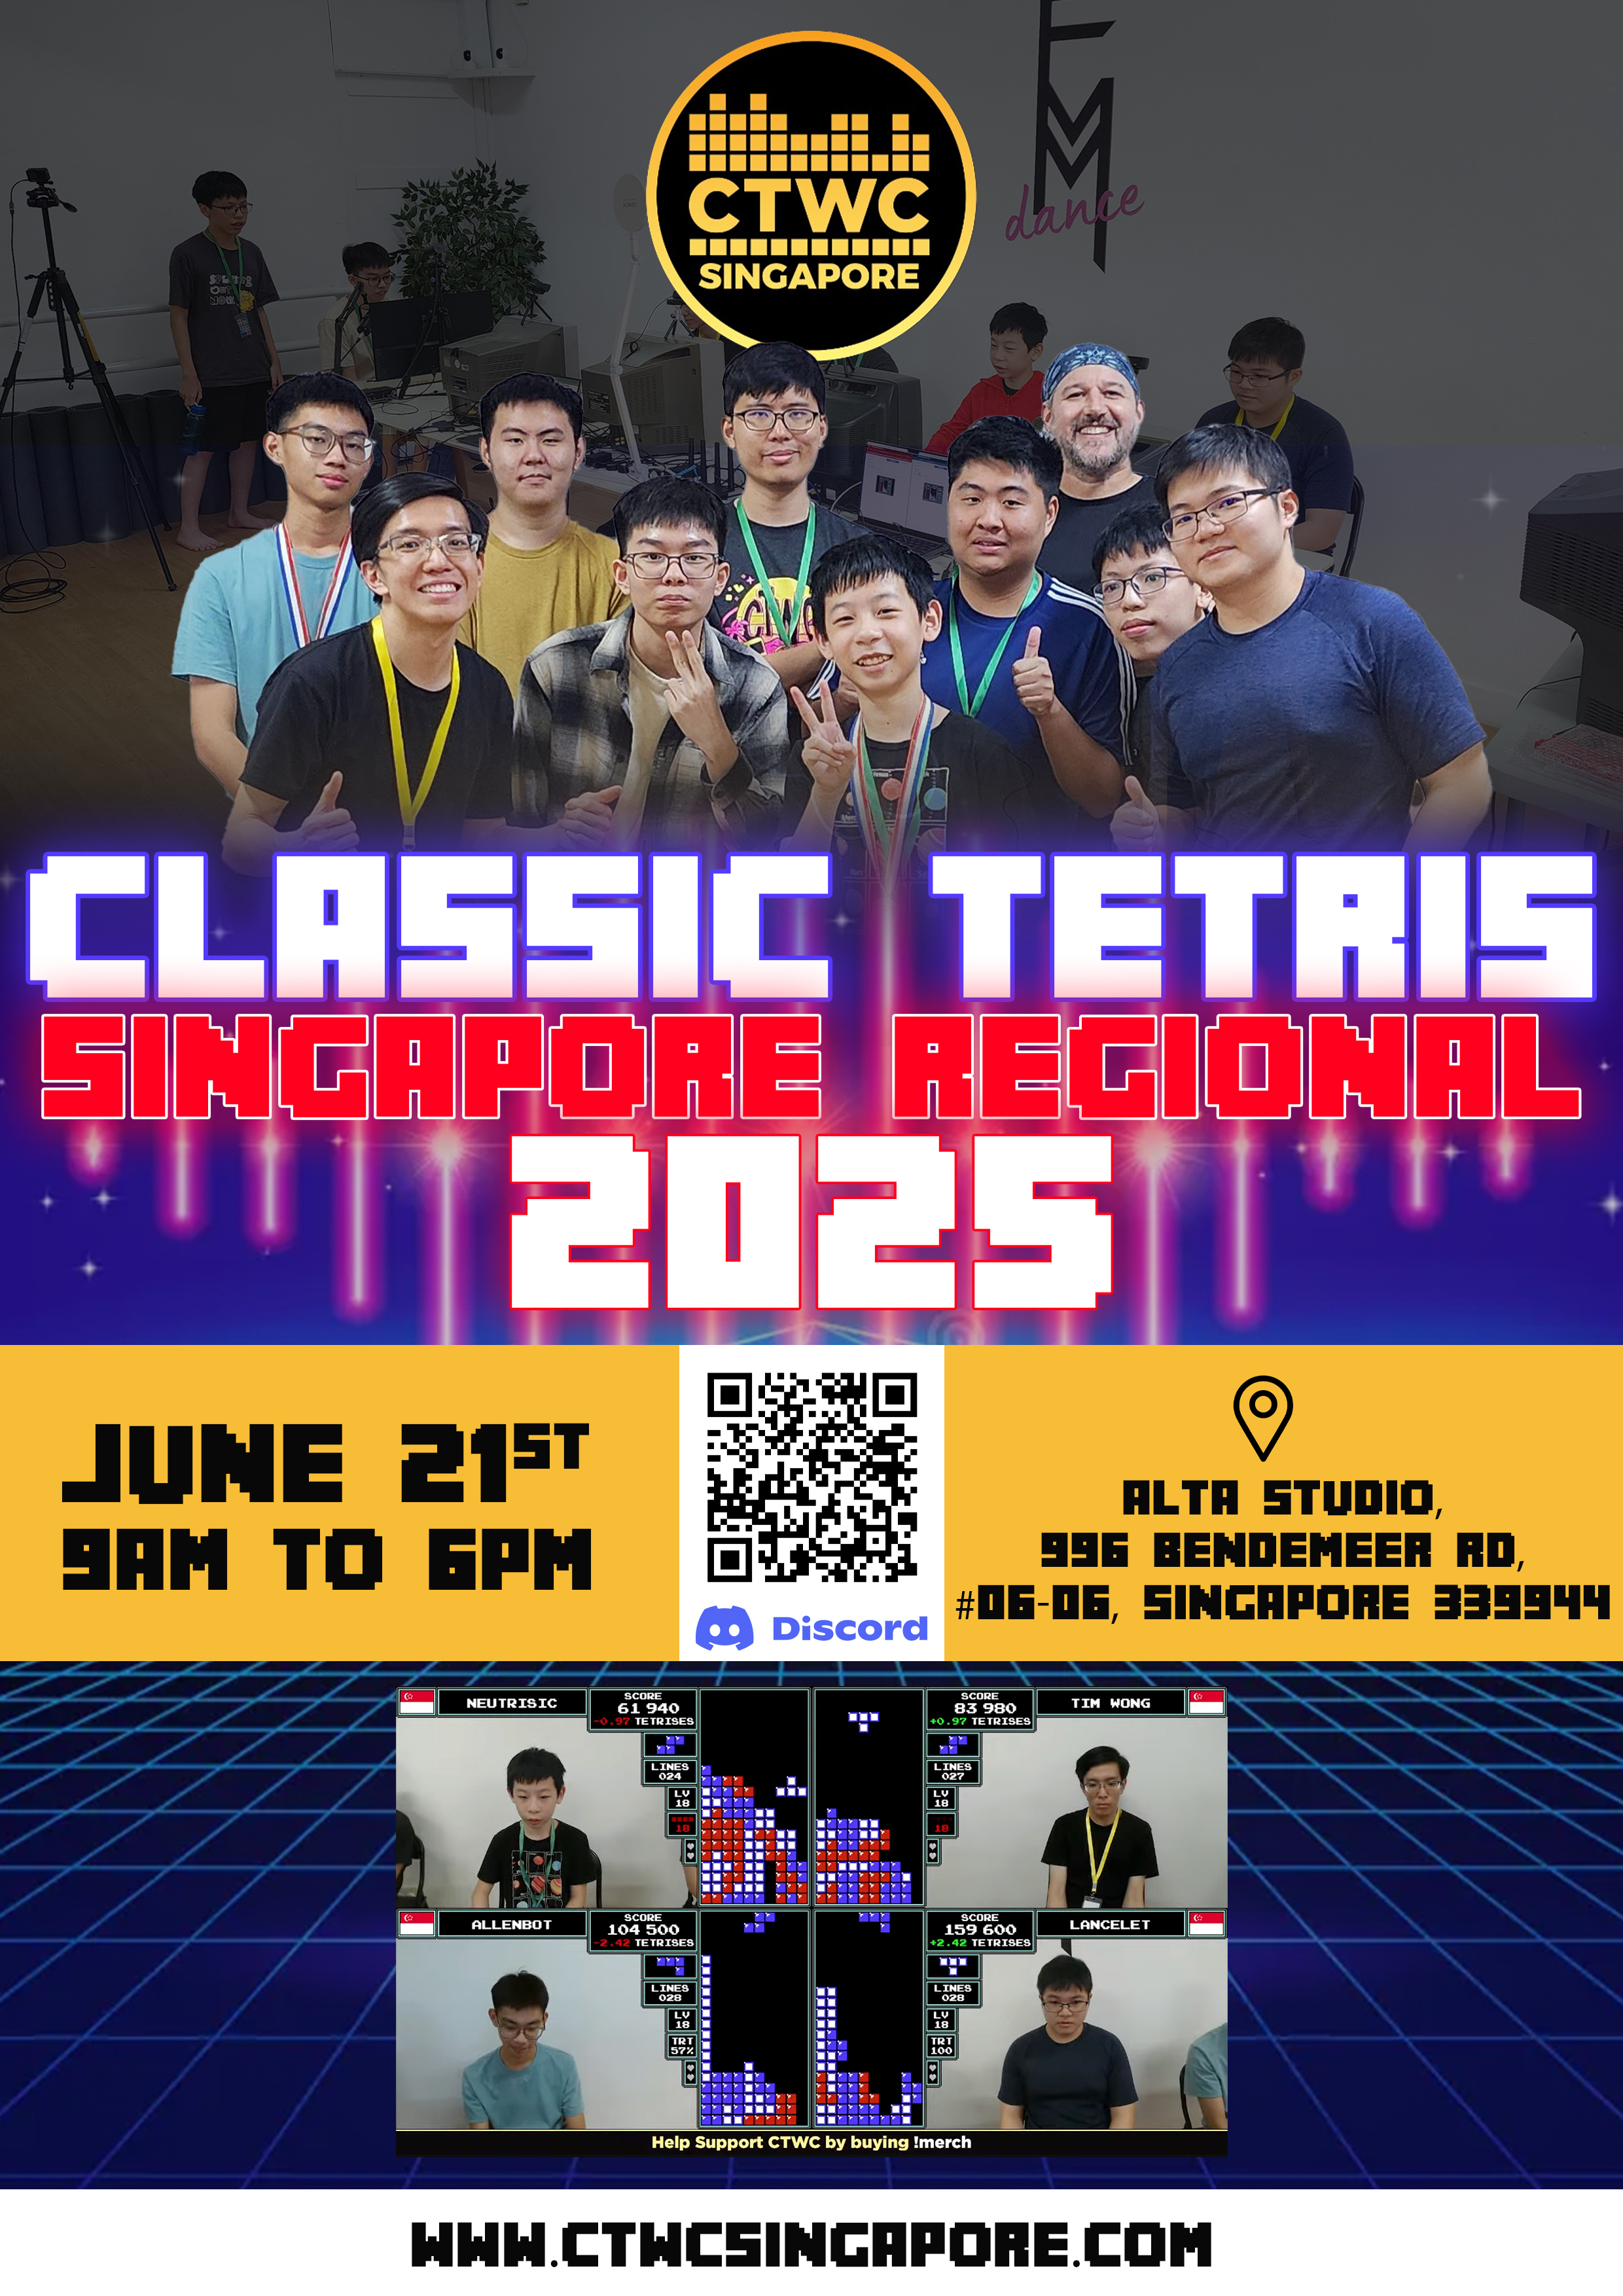 FM
dance
CTWC
SINGAPORE
CLASSIC TETRIS
SINGAPORE REGIONAL
2025
JUNE 21ST
9AM TO 6PM
Discord
ALTA STUDIO,
996 BENDEMEER RD,
#06-06, SINGAPORE 339944
NEUTRISIC
SCORE
61 940
-0.97 TETRISES
LINES
024
LV
18
18
SCORE
83 980
+0.97 TETRISES
TIM WONG
LINES
027
LV
18
18
ALLENBOT
SCORE
104 500
-2.42 TETRISES
LINES
028
LV
18
TRT
57%
SCORE
159 600
+2.42 TETRISES
LANCELET
LINES
028
LV
18
TRT
100
Help Support CTWC by buying !merch
WWW.CTWCSINGAPORE.COM